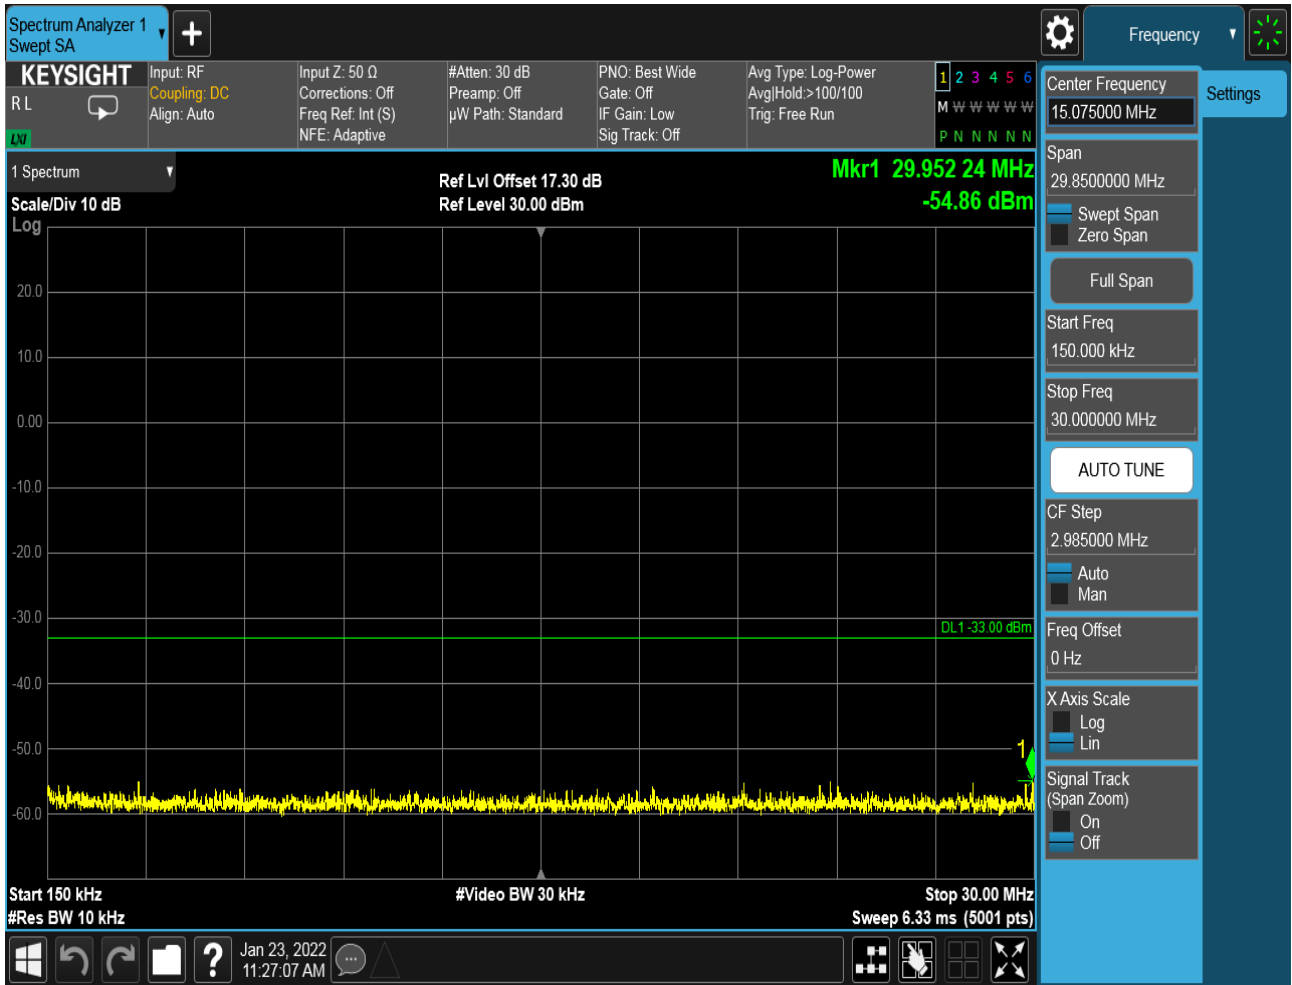 Spectrum Analyzer 1
Swept SA
Frequency
KEYSIGHT
R L
LXI
Input: RF
Coupling: DC
Align: Auto
Input Z: 50 Ω
Corrections: Off
Freq Ref: Int (S)
NFE: Adaptive
#Atten: 30 dB
Preamp: Off
µW Path: Standard
PNO: Best Wide
Gate: Off
IF Gain: Low
Sig Track: Off
Avg Type: Log-Power
Avg|Hold:>100/100
Trig: Free Run
1 2 3 4 5 6
M W W W W W
P N N N N N
1 Spectrum
Scale/Div 10 dB
Log
Ref Lvl Offset 17.30 dB
Ref Level 30.00 dBm
Mkr1 29.952 24 MHz
-54.86 dBm
20.0
10.0
0.00
-10.0
-20.0
-30.0
DL1 -33.00 dBm
-40.0
-50.0
1
-60.0
Start 150 kHz
#Video BW 30 kHz
Stop 30.00 MHz
#Res BW 10 kHz
Sweep 6.33 ms (5001 pts)
Jan 23, 2022
11:27:07 AM
Center Frequency
15.075000 MHz
Settings
Span
29.8500000 MHz
Swept Span
Zero Span
Full Span
Start Freq
150.000 kHz
Stop Freq
30.000000 MHz
AUTO TUNE
CF Step
2.985000 MHz
Auto
Man
Freq Offset
0 Hz
X Axis Scale
Log
Lin
Signal Track
(Span Zoom)
On
Off